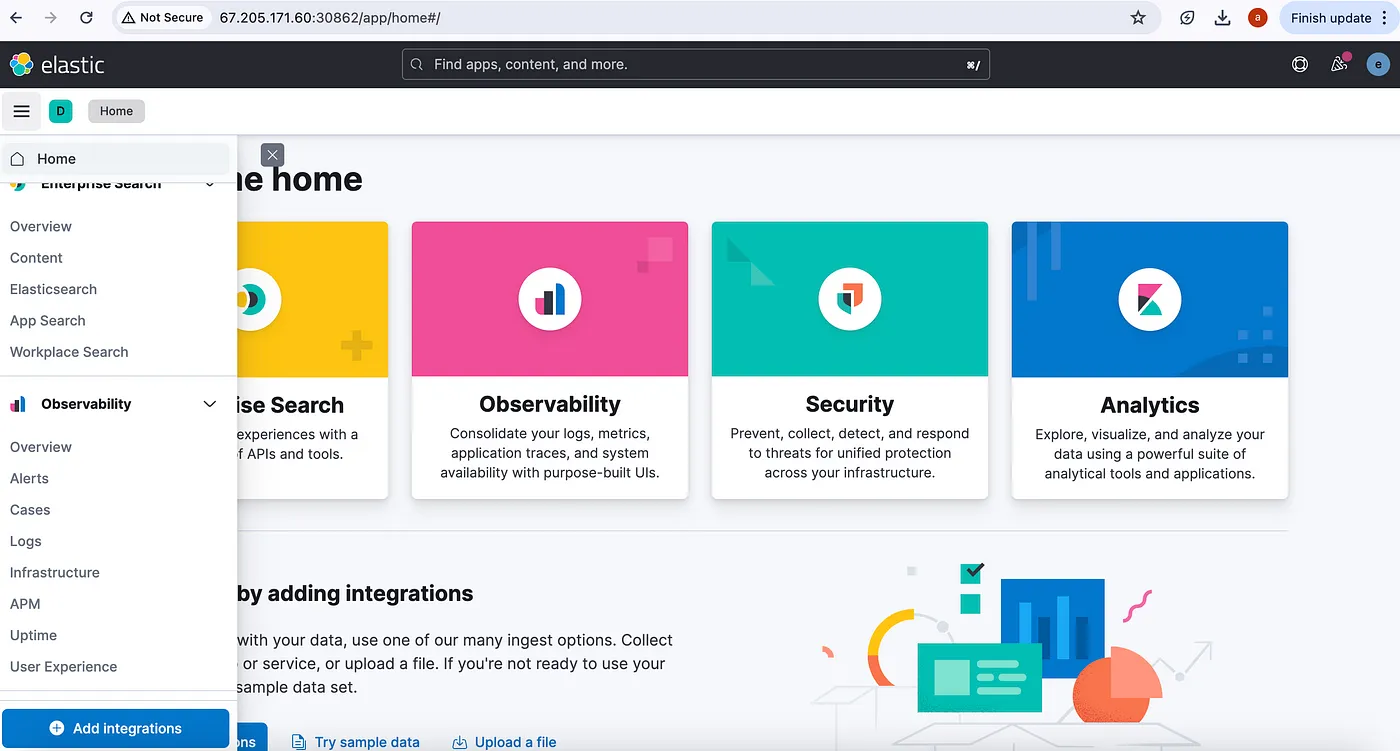 Not Secure 67.205.171.60:30862/app/home#/ a Finish update
elastic Find apps, content, and more. ⌘/ e
D Home
Home
Enterprise Search
Overview
Content
Elasticsearch
App Search
Workplace Search
Observability
Overview
Alerts
Cases
Logs
Infrastructure
APM
Uptime
User Experience
Add integrations
me home
ise Search
experiences with a
f APIs and tools.
Observability
Consolidate your logs, metrics,
application traces, and system
availability with purpose-built UIs.
Security
Prevent, collect, detect, and respond
to threats for unified protection
across your infrastructure.
Analytics
Explore, visualize, and analyze your
data using a powerful suite of
analytical tools and applications.
by adding integrations
with your data, use one of our many ingest options. Collect
or service, or upload a file. If you're not ready to use your
sample data set.
ons Try sample data Upload a file